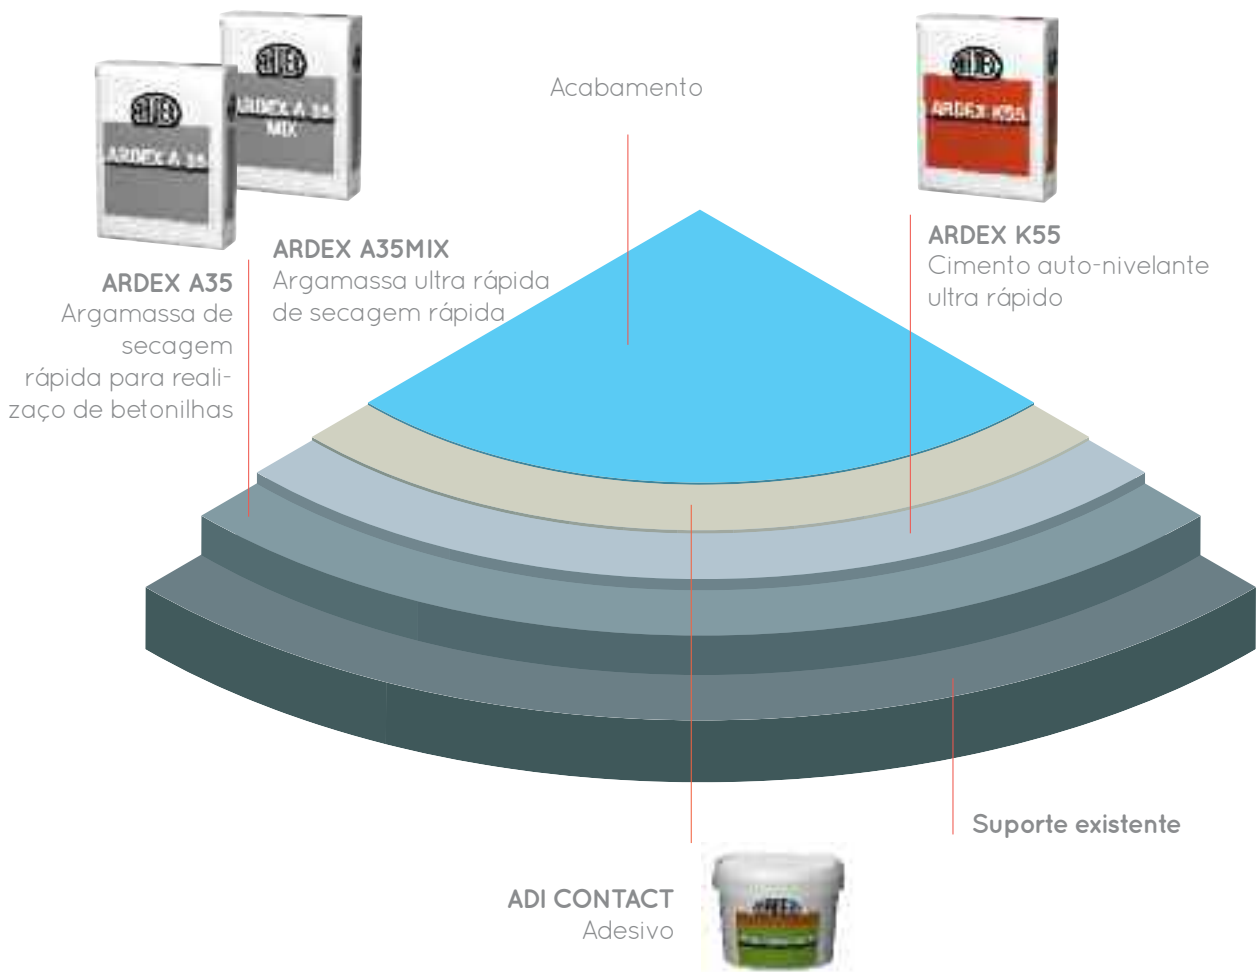 ARDEX A 35
MIX
ARDEX A 35
Acabamento
ARDEX K55
ARDEX A35MIX
Argamassa ultra rápida
de secagem rápida
ARDEX A35
Argamassa de
secagem
rápida para reali-
zaço de betonilhas
ARDEX K55
Cimento auto-nivelante
ultra rápido
Suporte existente
ADI CONTACT
Adesivo